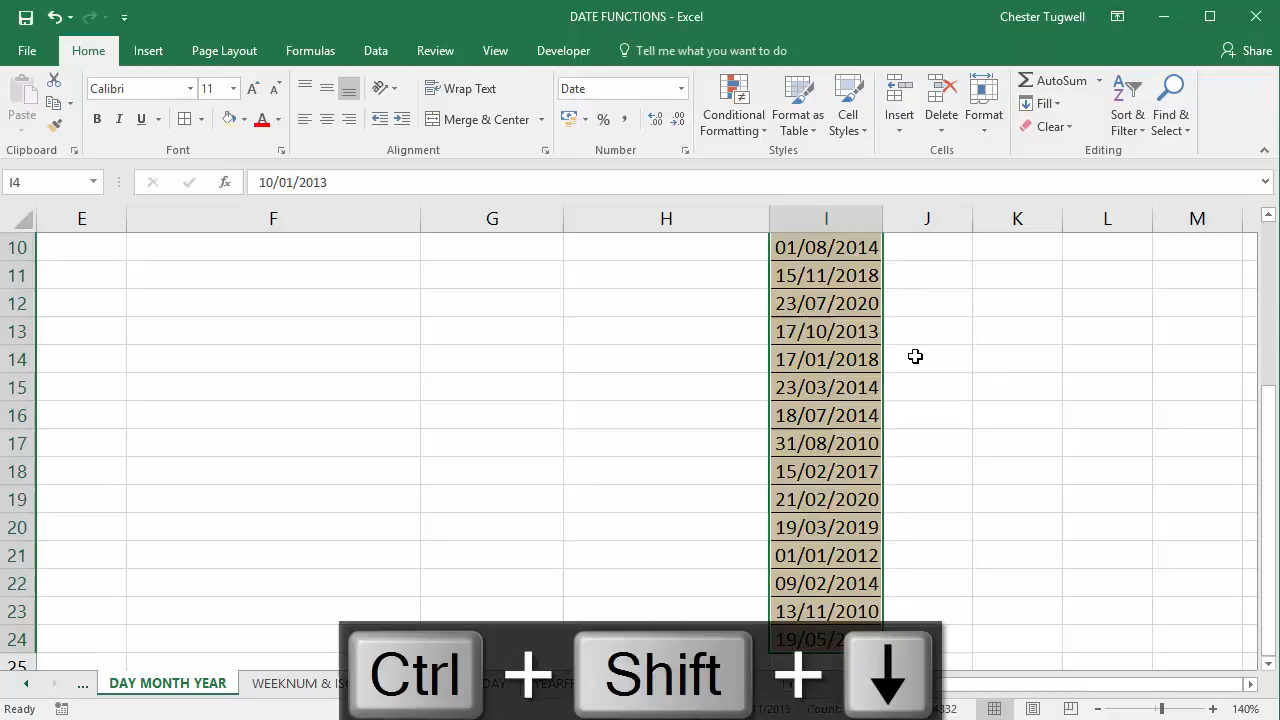 DATE FUNCTIONS - Excel
Chester Tugwell
File Home Insert Page Layout Formulas Data Review View Developer Tell me what you want to do Share
Paste
Calibri 11
B I U
Wrap Text
Merge & Center
Date
%
Conditional Formatting
Format as Table
Cell Styles
Insert Delete Format
AutoSum
Fill
Clear
Sort & Filter
Find & Select
Clipboard Font Alignment Number Styles Cells Editing
I4 fx 10/01/2013
E F G H I J K L M
10 01/08/2014
11 15/11/2018
12 23/07/2020
13 17/10/2013
14 17/01/2018
15 23/03/2014
16 18/07/2014
17 31/08/2010
18 15/02/2017
19 21/02/2020
20 19/03/2019
21 01/01/2012
22 09/02/2014
23 13/11/2010
24 19/05/
25
Ctrl + Shift + ↓
... DAY MONTH YEAR WEEKNUM &
Ready 140%